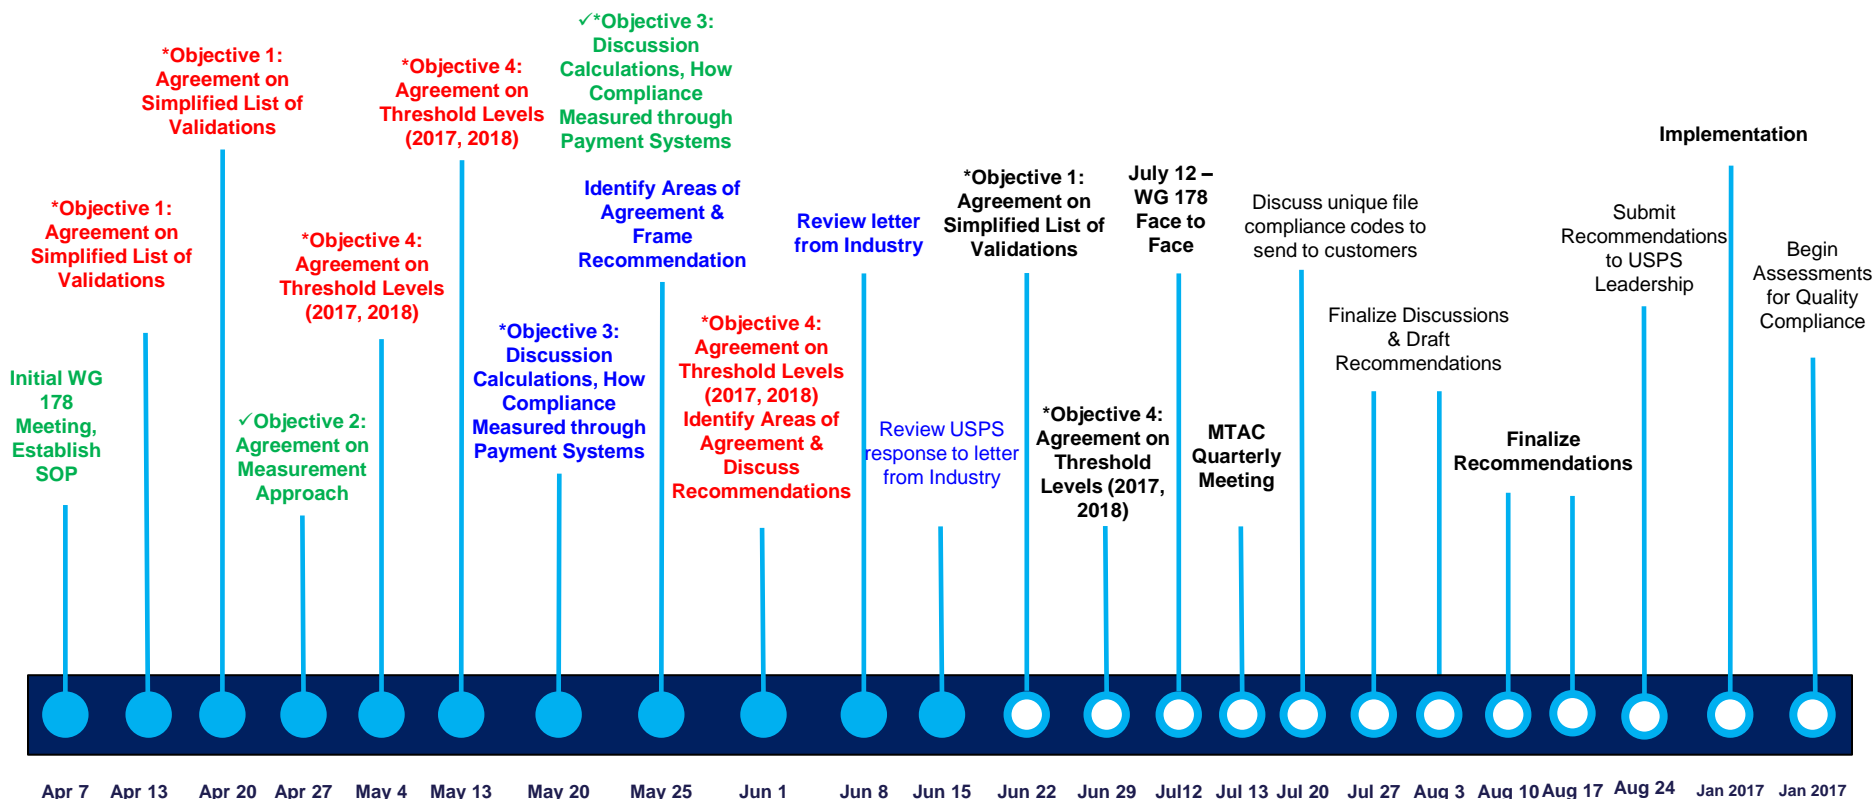 Initial WG
178
Meeting,
Establish
SOP
*Objective 1:
Agreement on
Simplified List of
Validations
*Objective 1:
Agreement on
Simplified List of
Validations
✓Objective 2:
Agreement on
Measurement
Approach
*Objective 4:
Agreement on
Threshold Levels
(2017, 2018)
*Objective 4:
Agreement on
Threshold Levels
(2017, 2018)
*Objective 3:
Discussion
Calculations, How
Compliance
Measured through
Payment Systems
✓*Objective 3:
Discussion
Calculations, How
Compliance
Measured through
Payment Systems
Identify Areas of
Agreement &
Frame
Recommendation
*Objective 4:
Agreement on
Threshold Levels
(2017, 2018)
Identify Areas of
Agreement &
Discuss
Recommendations
Review letter
from Industry
Review USPS
response to letter
from Industry
*Objective 1:
Agreement on
Simplified List of
Validations
*Objective 4:
Agreement on
Threshold
Levels (2017,
2018)
July 12 –
WG 178
Face to
Face
MTAC
Quarterly
Meeting
Discuss unique file
compliance codes to
send to customers
Finalize Discussions
& Draft
Recommendations
Finalize
Recommendations
Submit
Recommendations
to USPS
Leadership
Implementation
Begin
Assessments
for Quality
Compliance
Apr 7 Apr 13 Apr 20 Apr 27 May 4 May 13 May 20 May 25 Jun 1 Jun 8 Jun 15 Jun 22 Jun 29 Jul12 Jul 13 Jul 20 Jul 27 Aug 3 Aug 10 Aug 17 Aug 24 Jan 2017 Jan 2017